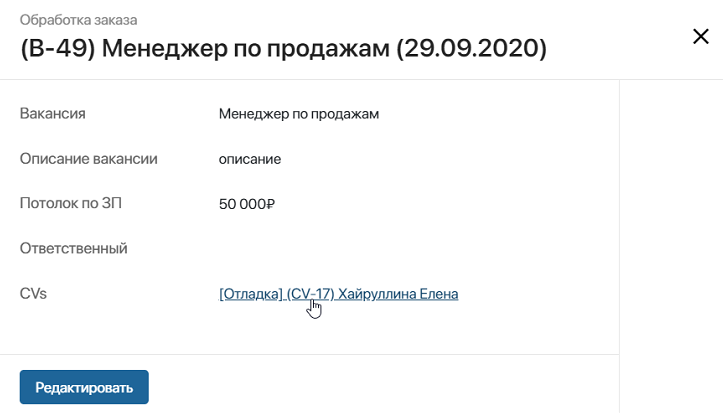 Обработка заказа
(В-49) Менеджер по продажам (29.09.2020)
Вакансия Менеджер по продажам
Описание вакансии описание
Потолок по ЗП 50 000₽
Ответственный
CVs [Отладка] (CV-17) Хайруллина Елена
Редактировать